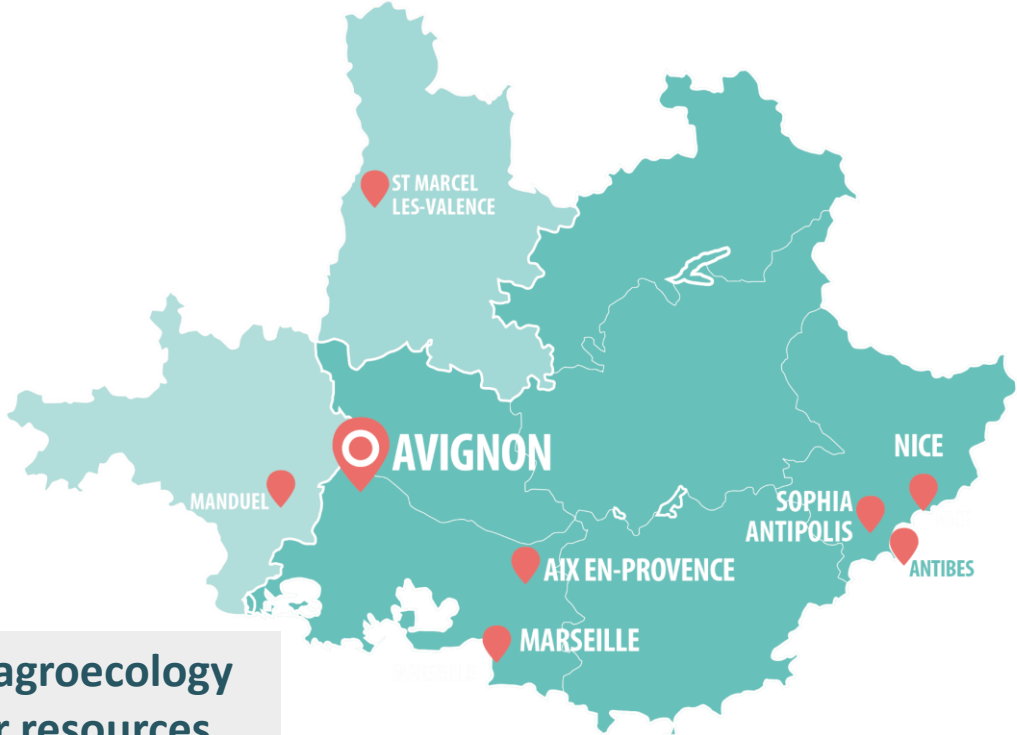 ST MARCEL
LES-VALENCE
AVIGNON
NICE
MANDUEL
SOPHIA
ANTIPOLIS
AIX EN-PROVENCE
ANTIBES
MARSEILLE
agroecology
r resources